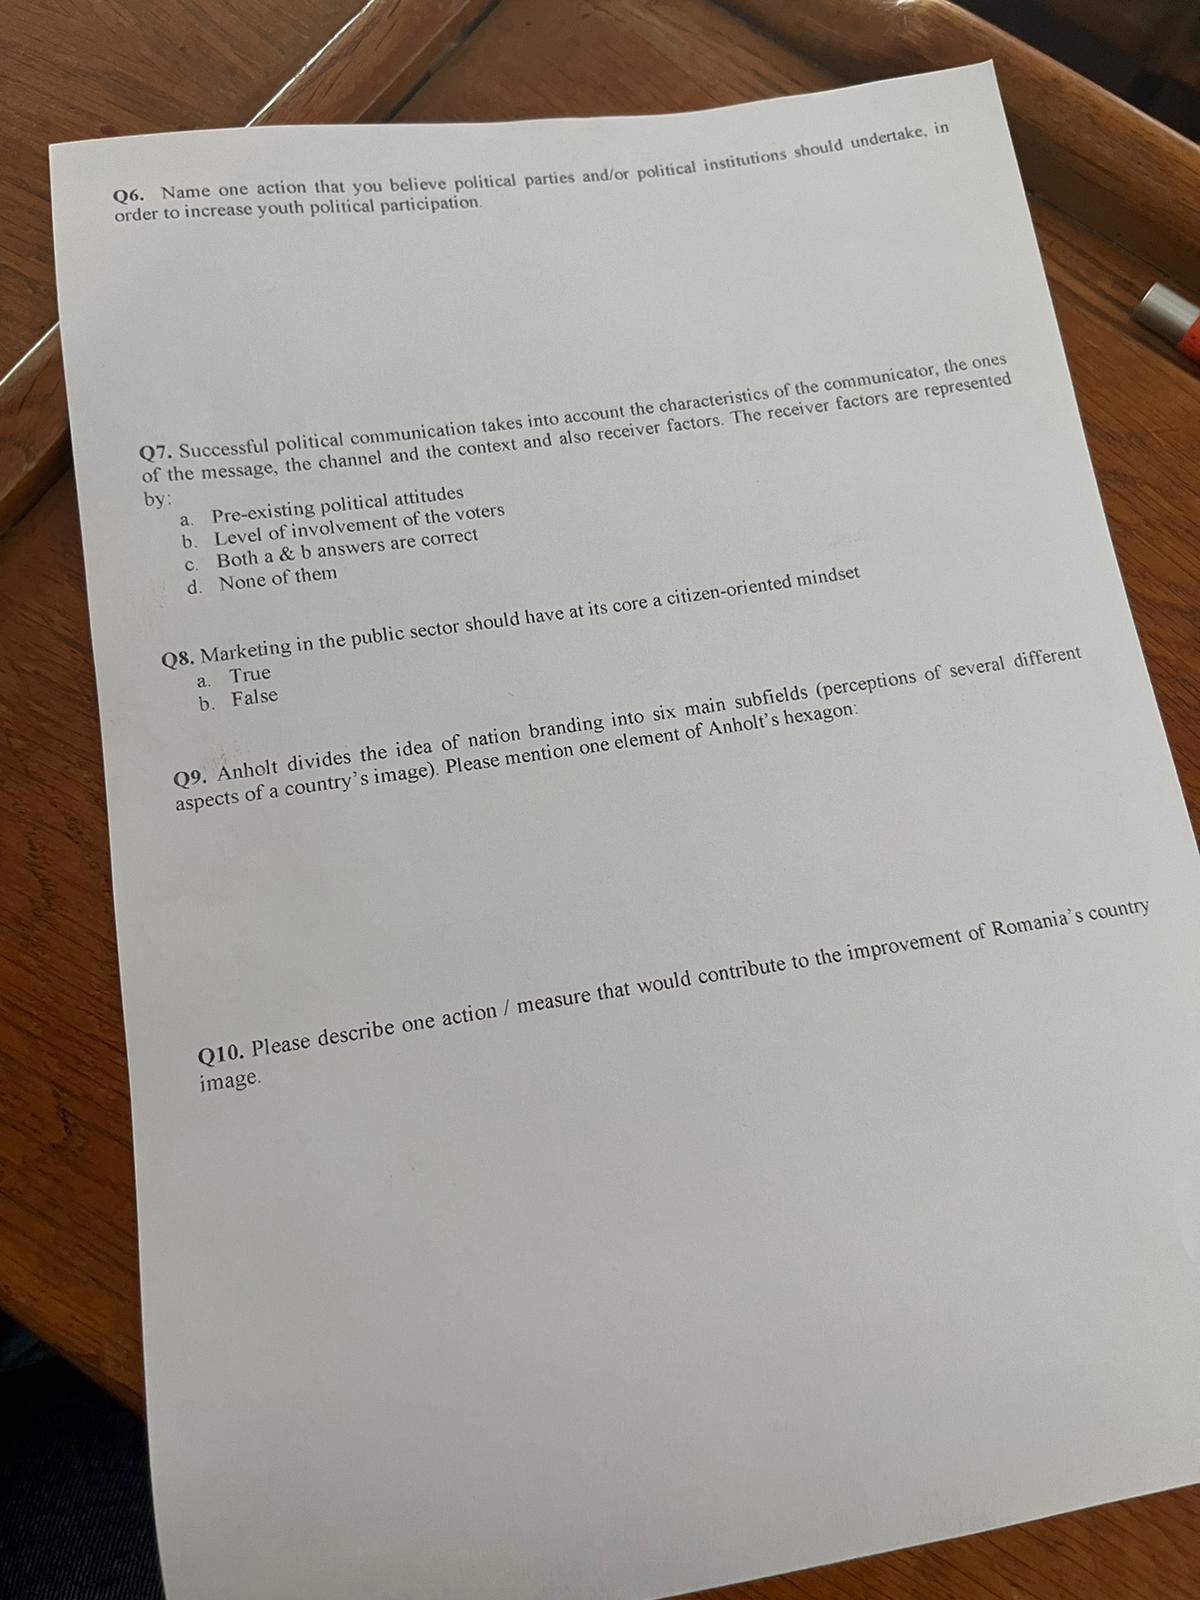 Q6. Name one action that you believe political parties and/or political institutions should undertake, in
order to increase youth political participation.
Q7. Successful political communication takes into account the characteristics of the communicator, the ones
of the message, the channel and the context and also receiver factors. The receiver factors are represented
by:
a. Pre-existing political attitudes
b. Level of involvement of the voters
c. Both a & b answers are correct
d. None of them
Q8. Marketing in the public sector should have at its core a citizen-oriented mindset
a. True
b. False
Q9. Anholt divides the idea of nation branding into six main subfields (perceptions of several different
aspects of a country's image). Please mention one element of Anholt's hexagon:
Q10. Please describe one action / measure that would contribute to the improvement of Romania's country
image.